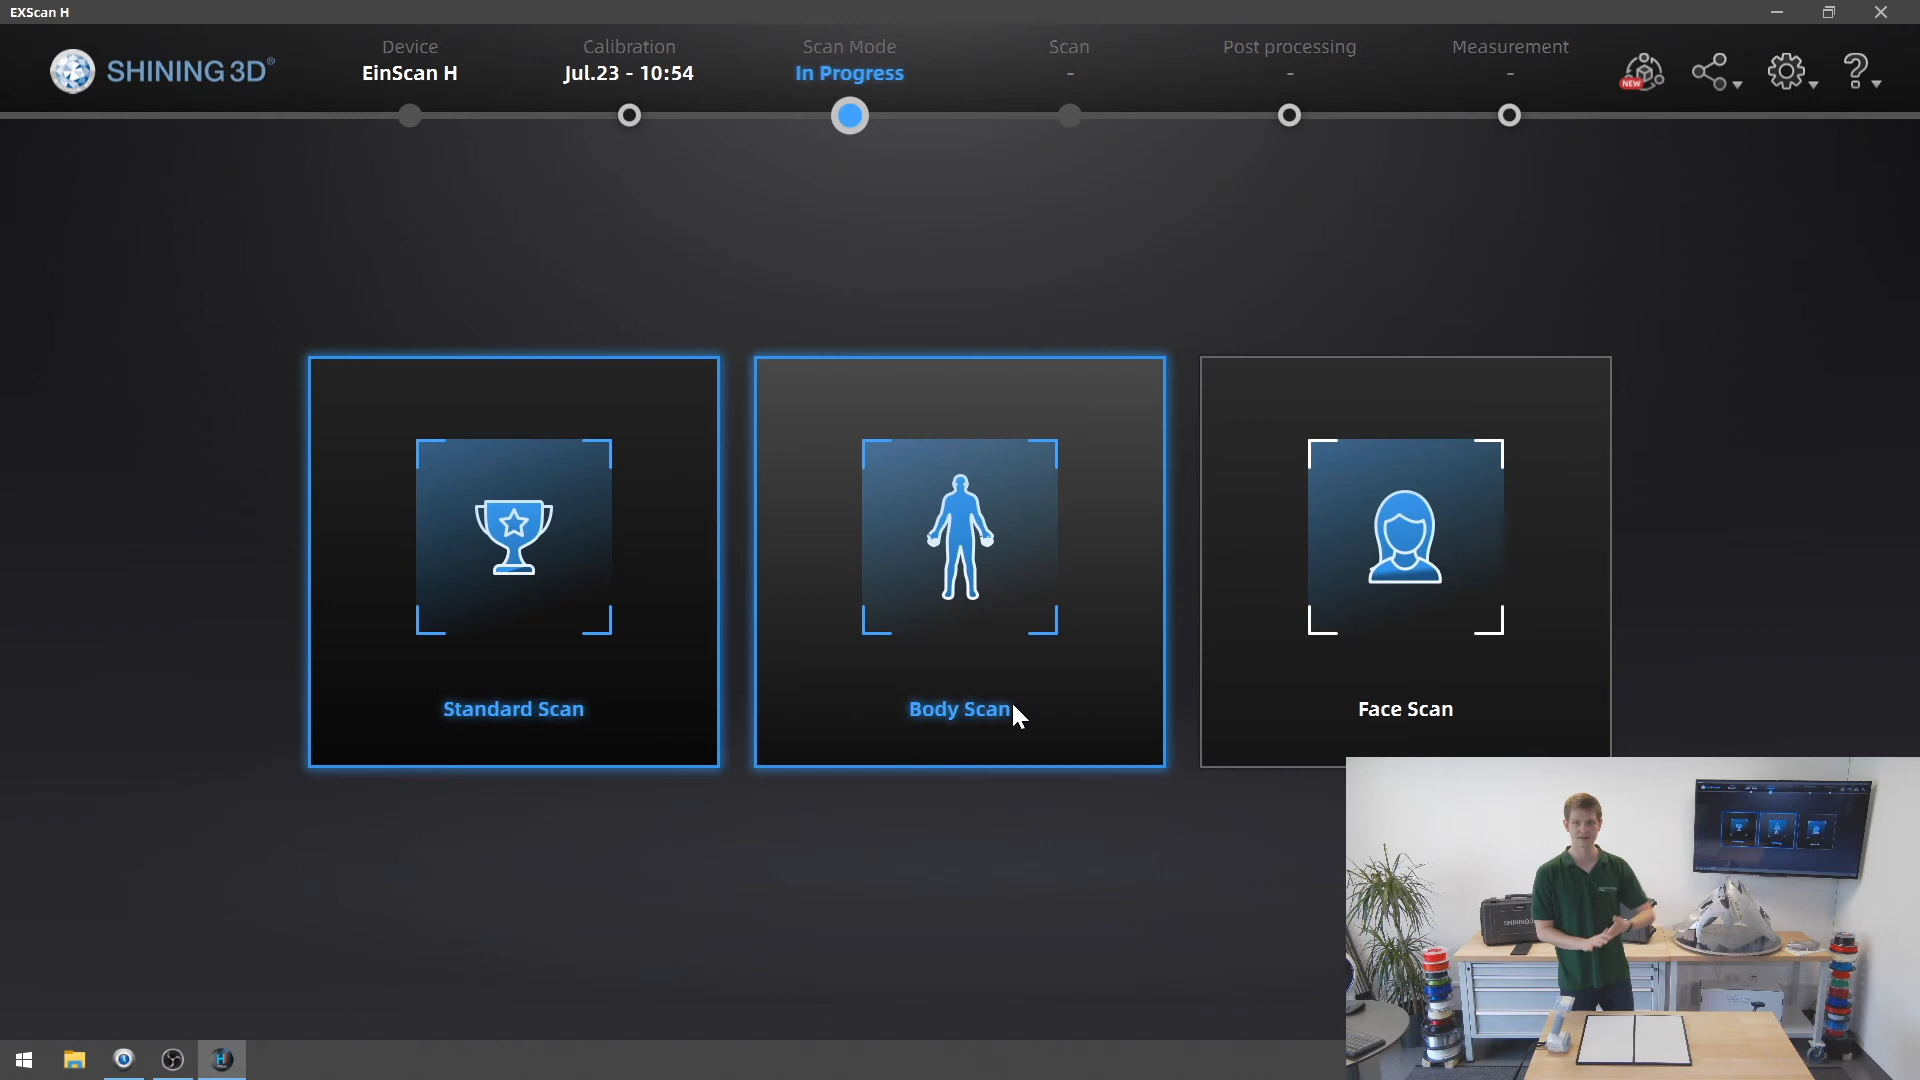 EXScan H
SHINING 3D®
Device
EinScan H
Calibration
Jul.23 - 10:54
Scan Mode
In Progress
Scan
-
Post processing
-
Measurement
-
NEW
Standard Scan
Body Scan
Face Scan
SHINING